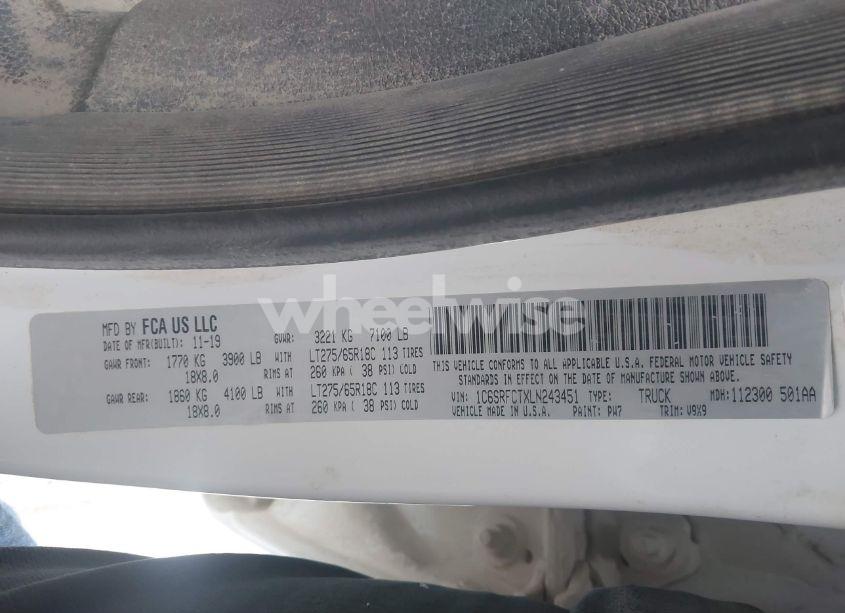 wheelwise
MFD BY FCA US LLC
DATE OF MFR(BUILT): 11-19 GVWR: 3221 KG 7100 LB
GAWR FRONT: 1770 KG 3900 LB WITH LT275/65R18C 113 TIRES
18X8.0 RIMS AT 260 KPA ( 38 PSI) COLD
GAWR REAR: 1860 KG 4100 LB WITH LT275/65R18C 113 TIRES
18X8.0 RIMS AT 260 KPA ( 38 PSI) COLD
THIS VEHICLE CONFORMS TO ALL APPLICABLE U.S.A. FEDERAL MOTOR VEHICLE SAFETY
STANDARDS IN EFFECT ON THE DATE OF MANUFACTURE SHOWN ABOVE.
VIN: 1C6SRFCTXLN243451 TYPE: TRUCK MDH: 112300 501AA
VEHICLE MADE IN U.S.A. PAINT: PW7 TRIM: V9X9